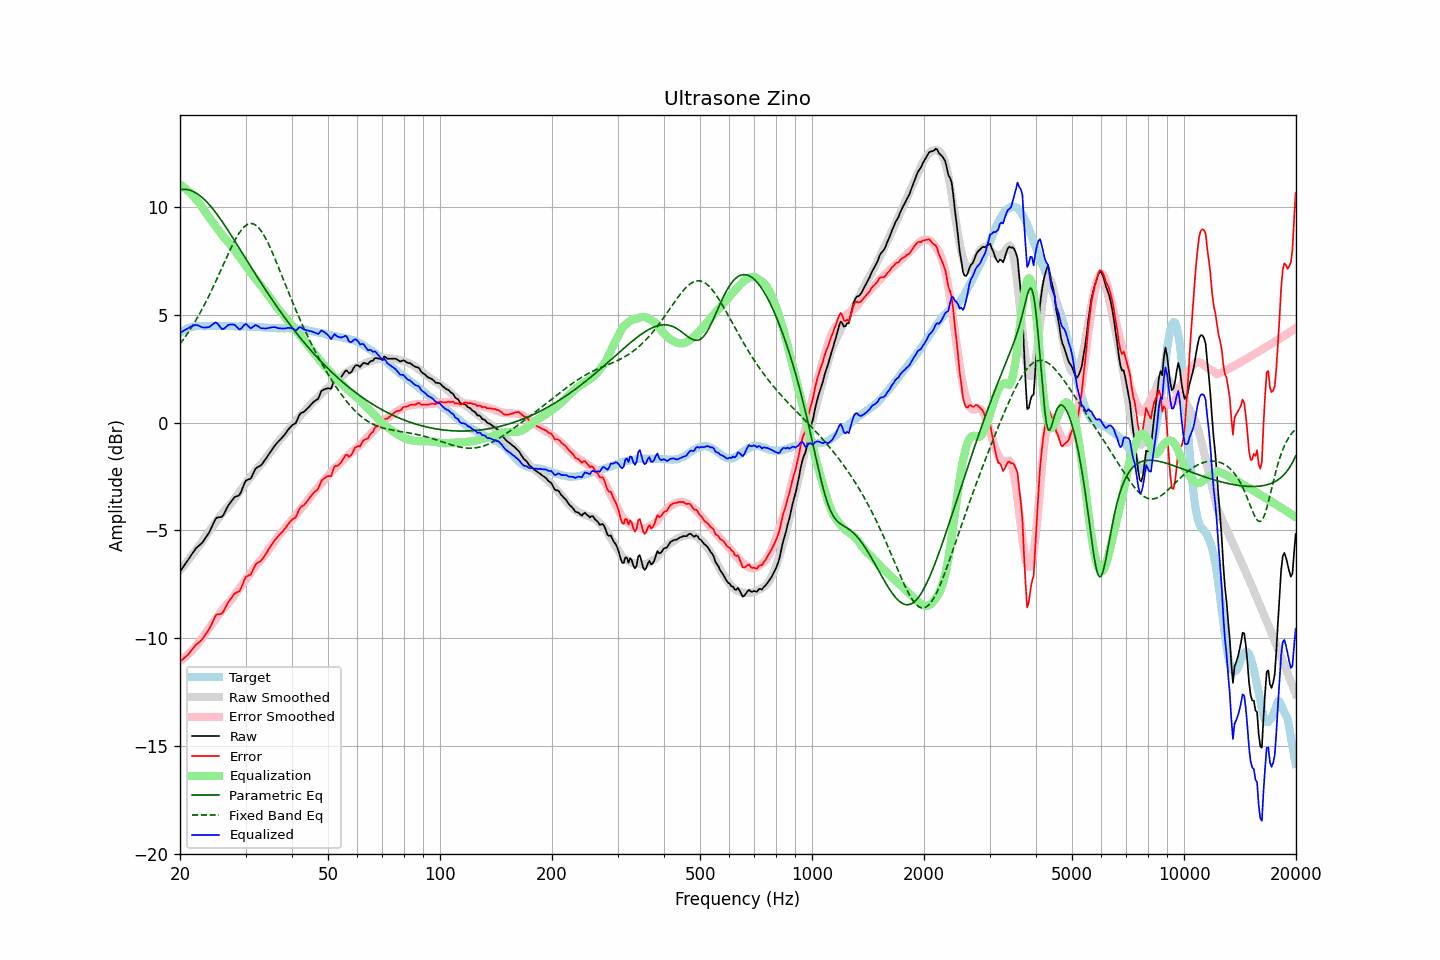 Ultrasone Zino
Amplitude (dBr)
10
5
0
−5
−10
−15
−20
Target
Raw Smoothed
Error Smoothed
Raw
Error
Equalization
Parametric Eq
Fixed Band Eq
Equalized
20 50 100 200 500 1000 2000 5000 10000 20000
Frequency (Hz)